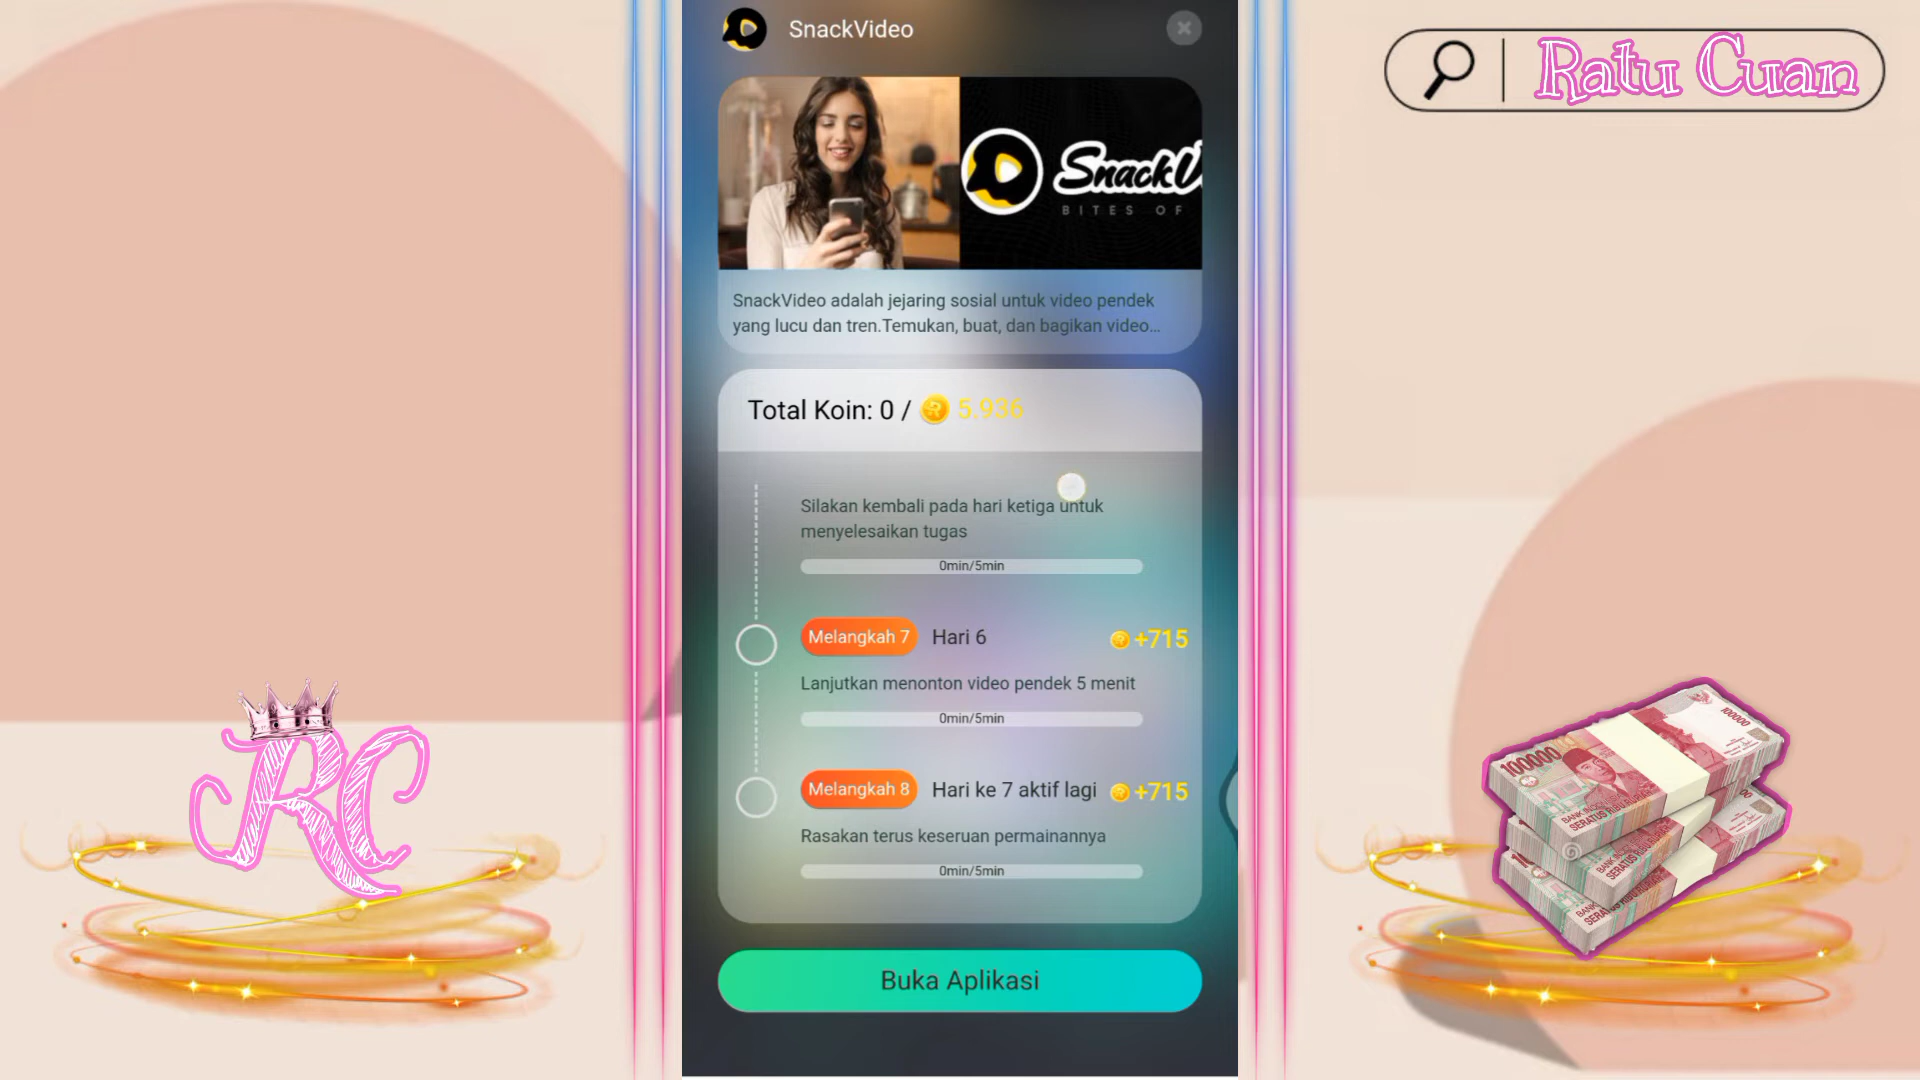 SnackVideo
Ratu Cuan
SnackV
BITES OF
SnackVideo adalah jejaring sosial untuk video pendek
yang lucu dan tren.Temukan, buat, dan bagikan video...
Total Koin: 0 / 5.936
Silakan kembali pada hari ketiga untuk
menyelesaikan tugas
0min/5min
Melangkah 7 Hari 6 +715
Lanjutkan menonton video pendek 5 menit
0min/5min
Melangkah 8 Hari ke 7 aktif lagi +715
Rasakan terus keseruan permainannya
0min/5min
Buka Aplikasi
RC
100000
100000